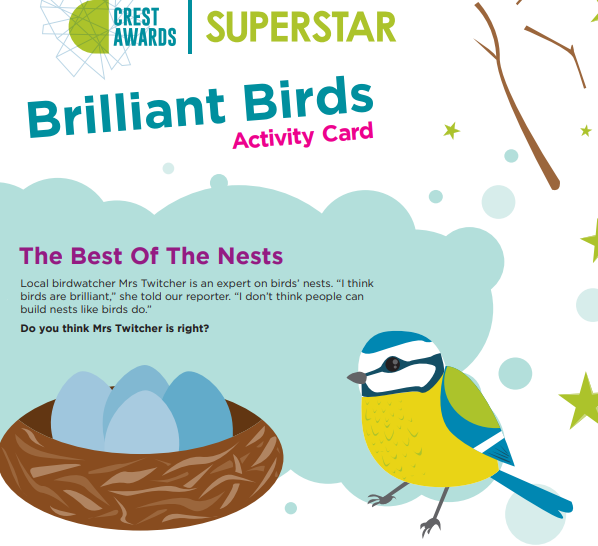 CREST
AWARDS
SUPERSTAR
Brilliant Birds
Activity Card
The Best Of The Nests
Local birdwatcher Mrs Twitcher is an expert on birds’ nests. “I think
birds are brilliant,” she told our reporter. “I don’t think people can
build nests like birds do.”
Do you think Mrs Twitcher is right?